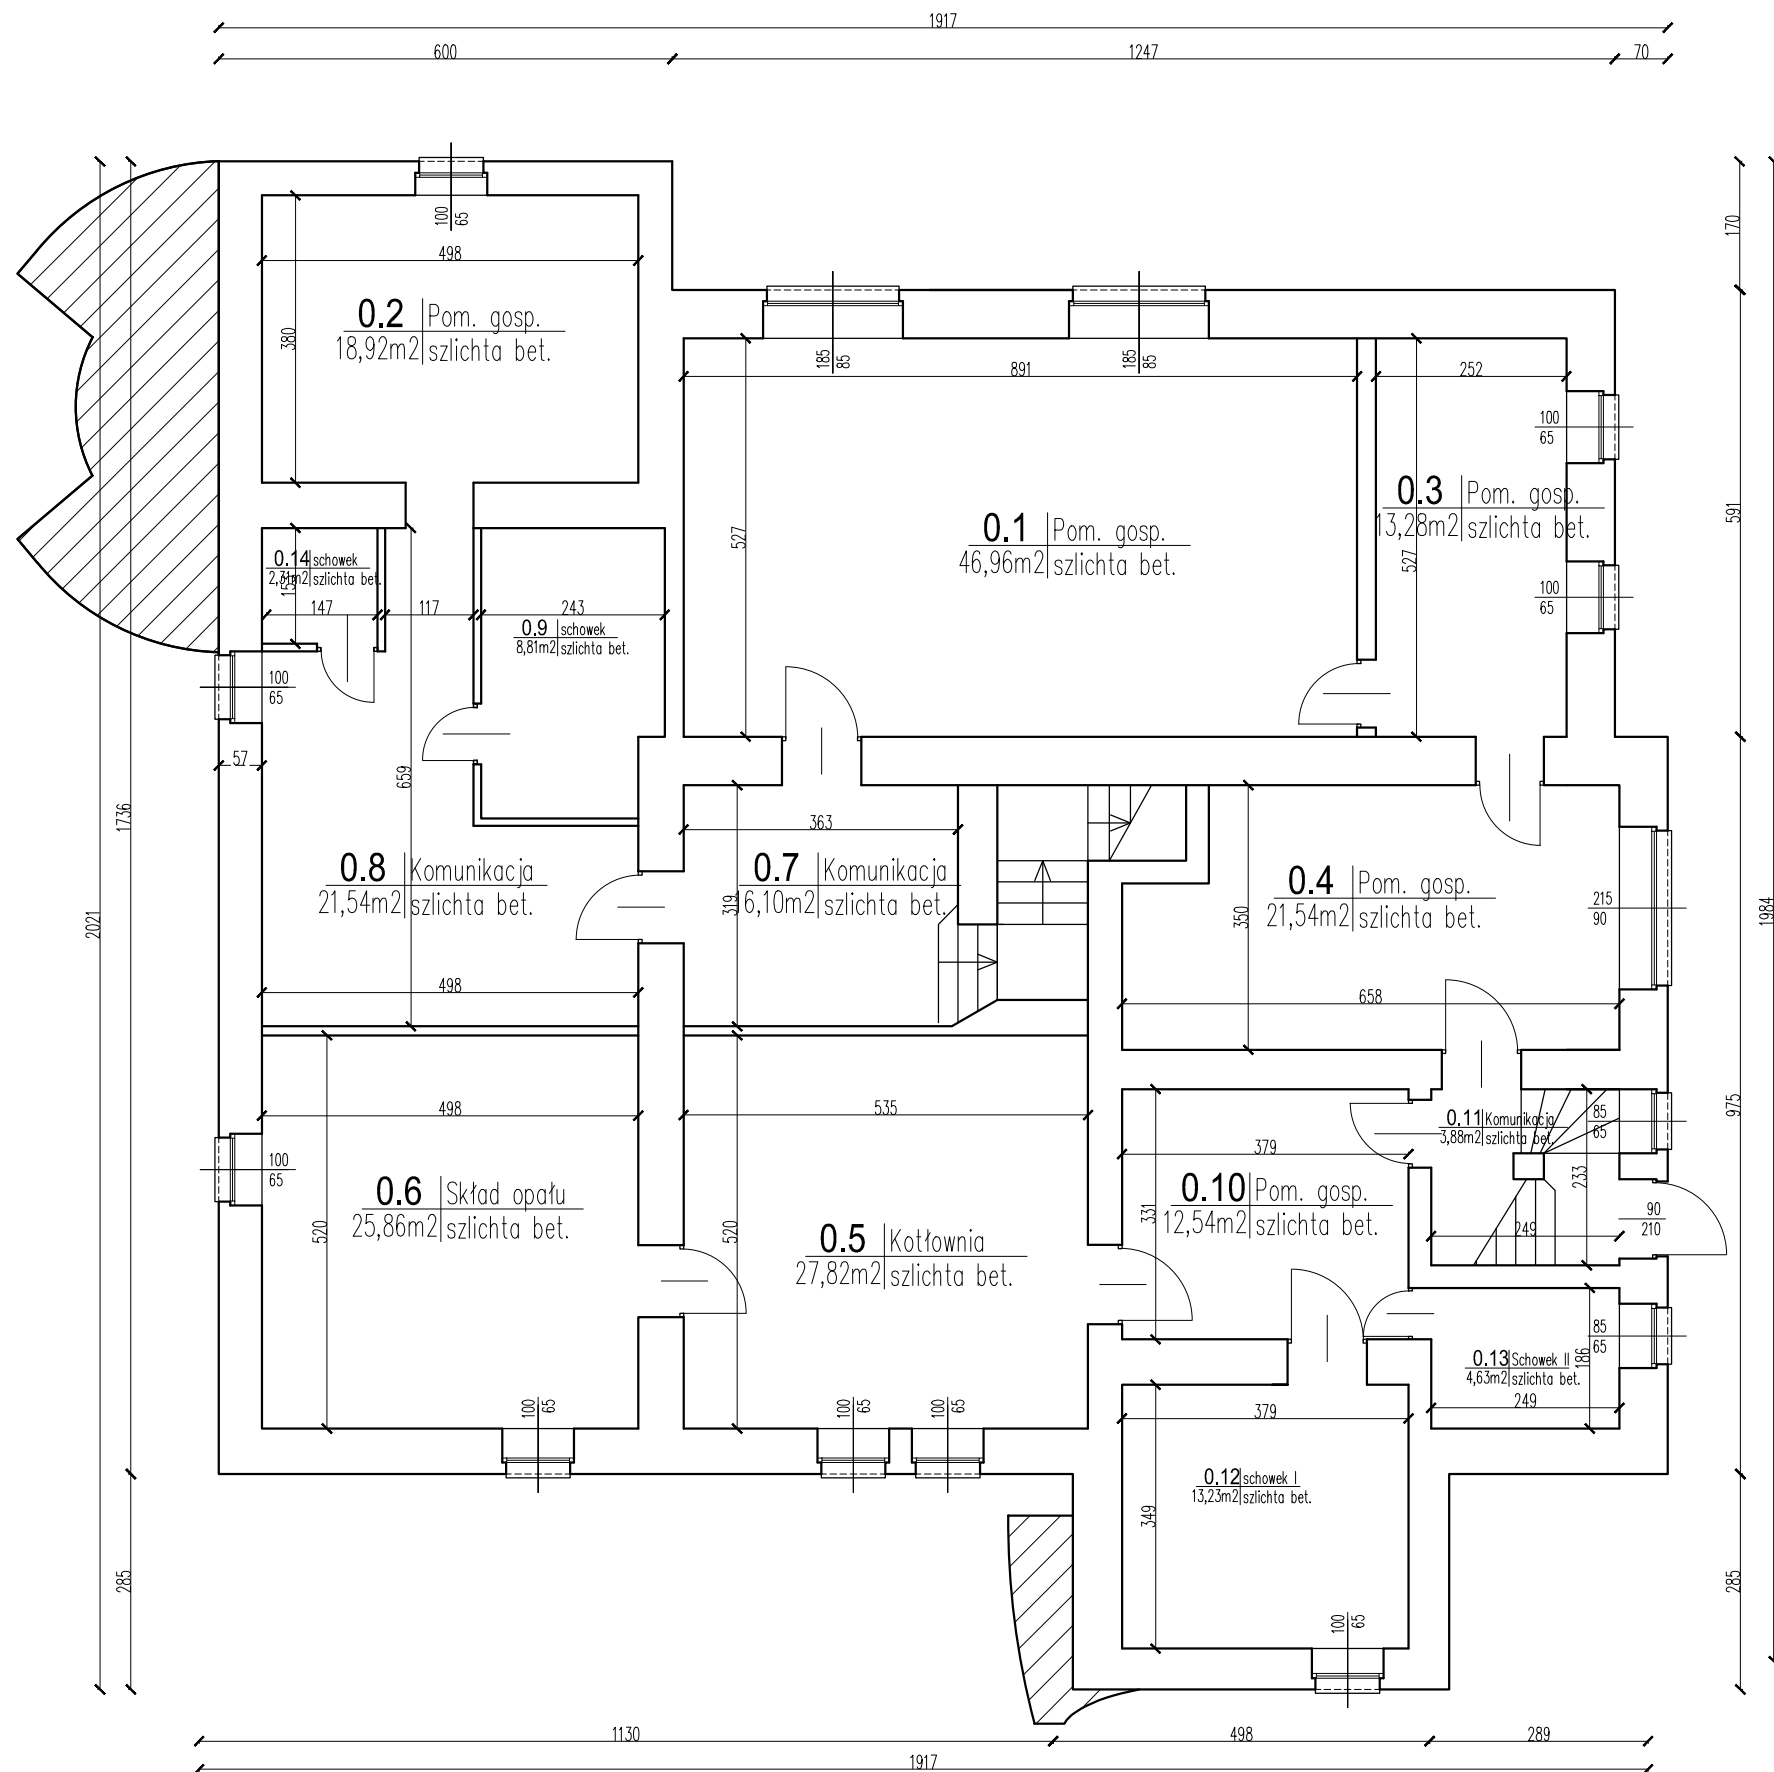 1917
600
1247
70
100
65
498
170
0.2 Pom. gosp.
380
18,92m2 szlichta bet.
185
85
185
85
891
252
100
65
0.3 Pom. gosp.
13,28m2 szlichta bet.
527
0.1 Pom. gosp.
46,96m2 szlichta bet.
527
591
0.14 schowek
2,31m2 szlichta bet.
147
117
243
0.9 schowek
8,81m2 szlichta bet.
100
65
100
65
57
659
1736
2021
363
0.8 Komunikacja
21,54m2 szlichta bet.
0.7 Komunikacja
16,10m2 szlichta bet.
319
0.4 Pom. gosp.
21,54m2 szlichta bet.
350
215
90
1984
498
658
498
535
379
0.11 Komunikacja
3,88m2 szlichta bet.
85
65
975
100
65
233
0.6 Skład opału
25,86m2 szlichta bet.
520
0.5 Kotłownia
27,82m2 szlichta bet.
520
0.10 Pom. gosp.
12,54m2 szlichta bet.
331
249
90
210
85
65
0.13 Schowek II
4,63m2 szlichta bet.
186
249
100
65
100
65
100
65
379
0.12 schowek I
13,23m2 szlichta bet.
349
285
285
100
65
1130
498
289
1917